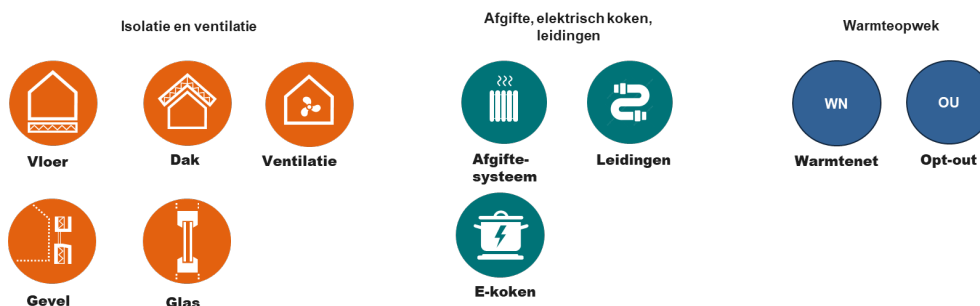 Isolatie en ventilatie
Vloer
Dak
Ventilatie
Gevel
Glas
Afgifte, elektrisch koken,
leidingen
Afgifte-
systeem
Leidingen
E-koken
Warmteopwek
WN
Warmtenet
OU
Opt-out